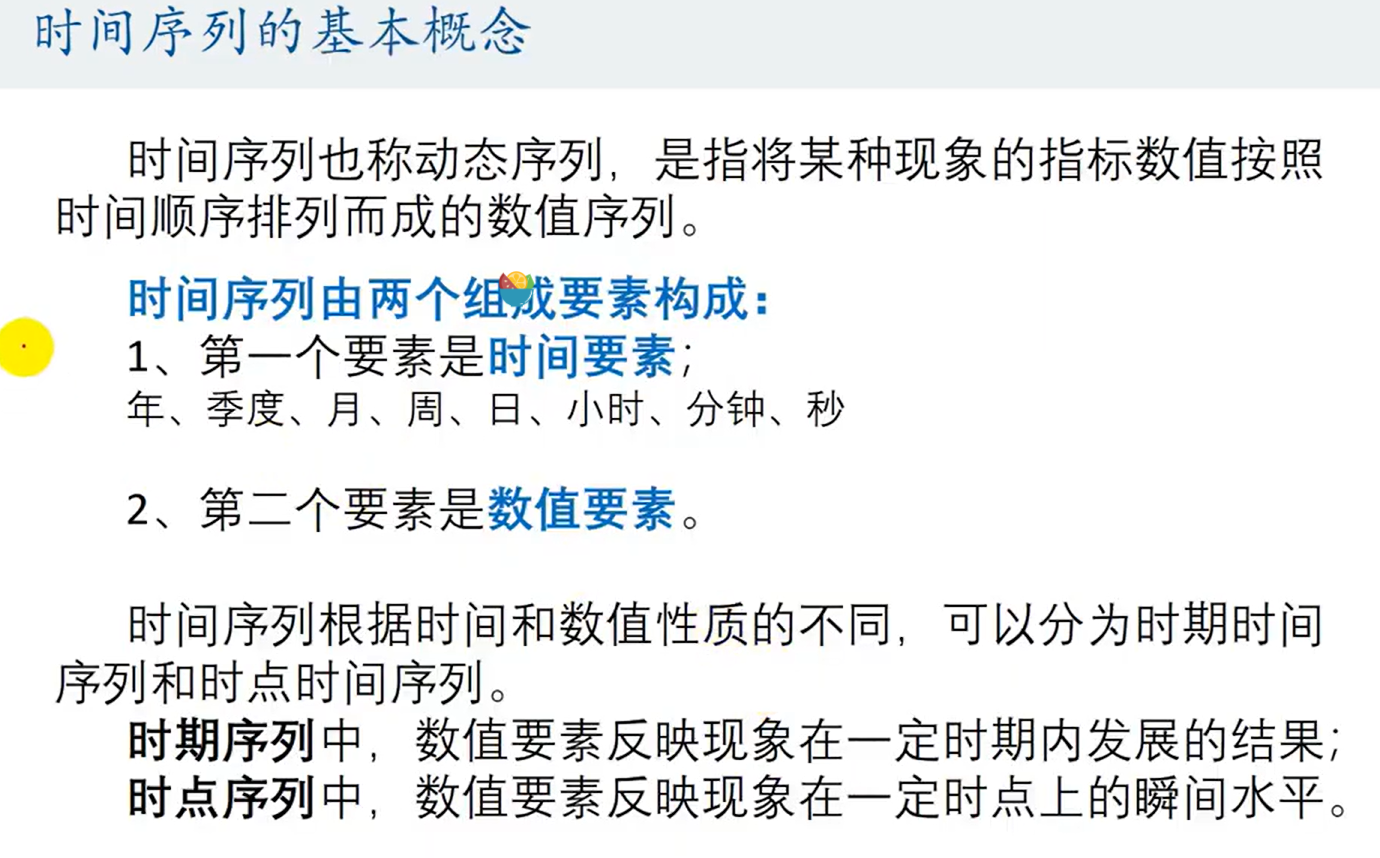 时间序列的基本概念
时间序列也称动态序列，是指将某种现象的指标数值按照
时间顺序排列而成的数值序列。
时间序列由两个组成要素构成：
1、第一个要素是时间要素；
年、季度、月、周、日、小时、分钟、秒
2、第二个要素是数值要素。
时间序列根据时间和数值性质的不同，可以分为时期时间
序列和时点时间序列。
时期序列中，数值要素反映现象在一定时期内发展的结果；
时点序列中，数值要素反映现象在一定时点上的瞬间水平。